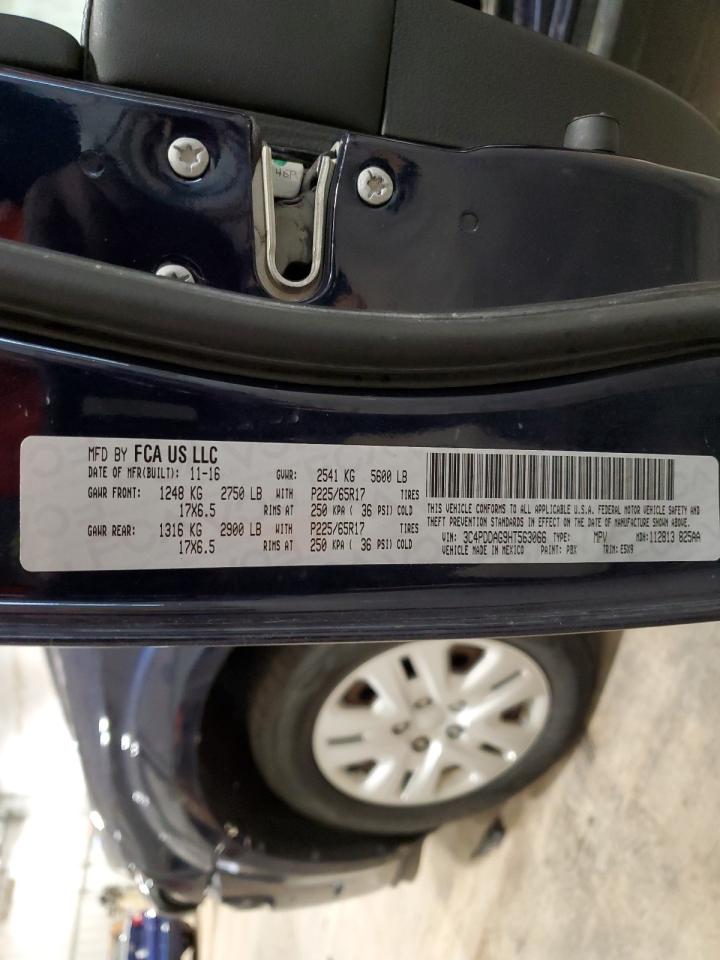 46A
MFD BY FCA US LLC
DATE OF MFR(BUILT): 11-16 GVWR: 2541 KG 5600 LB
GAWR FRONT: 1248 KG 2750 LB WITH P225/65R17 TIRES
17X6.5 RIMS AT 250 KPA ( 36 PSI) COLD
GAWR REAR: 1316 KG 2900 LB WITH P225/65R17 TIRES
17X6.5 RIMS AT 250 KPA ( 36 PSI) COLD
THIS VEHICLE CONFORMS TO ALL APPLICABLE U.S.A. FEDERAL MOTOR VEHICLE SAFETY AND
THEFT PREVENTION STANDARDS IN EFFECT ON THE DATE OF MANUFACTURE SHOWN ABOVE.
VIN: 3C4PDDAG9HT563066 TYPE: MPV MDH: 112813 B25AA
VEHICLE MADE IN MEXICO PAINT: PBX TRIM: E5X9